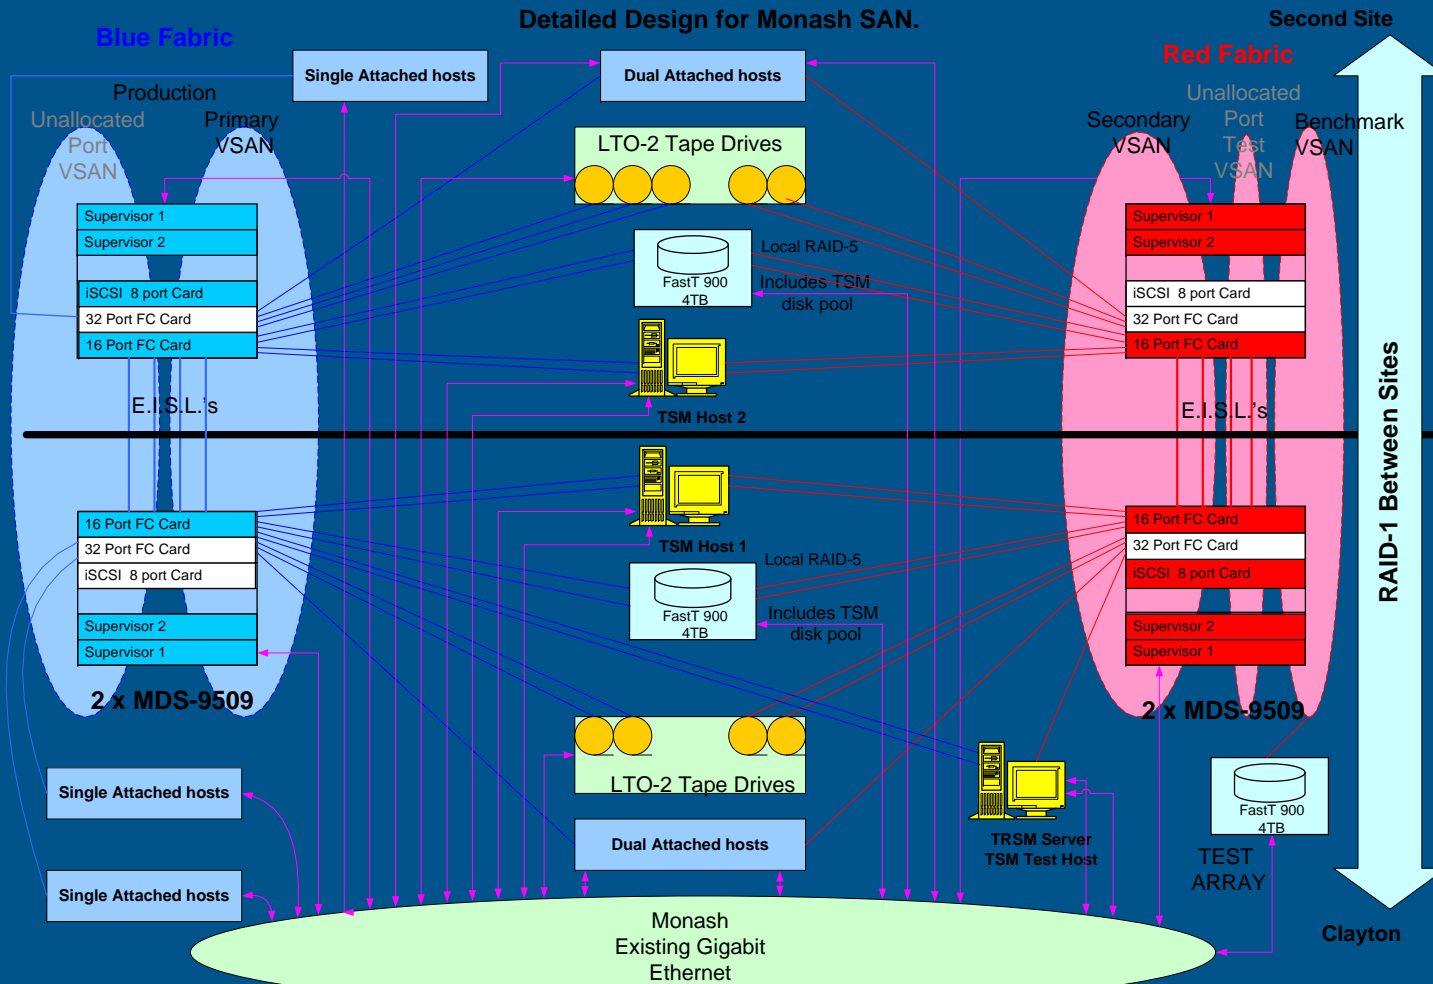 Detailed Design for Monash SAN.
Second Site
Blue Fabric
Red Fabric
Single Attached hosts
Dual Attached hosts
Production
Unallocated
Port
VSAN
Primary
VSAN
Secondary
VSAN
Unallocated
Port
Test
VSAN
Benchmark
VSAN
LTO-2 Tape Drives
Supervisor 1
Supervisor 2
iSCSI 8 port Card
32 Port FC Card
16 Port FC Card
Local RAID-5
FastT 900
4TB
Includes TSM
disk pool
Supervisor 1
Supervisor 2
iSCSI 8 port Card
32 Port FC Card
16 Port FC Card
E.I.S.L.'s
TSM Host 2
E.I.S.L.'s
RAID-1 Between Sites
16 Port FC Card
32 Port FC Card
iSCSI 8 port Card
Supervisor 2
Supervisor 1
TSM Host 1
Local RAID-5
FastT 900
4TB
Includes TSM
disk pool
16 Port FC Card
32 Port FC Card
iSCSI 8 port Card
Supervisor 2
Supervisor 1
2 x MDS-9509
2 x MDS-9509
LTO-2 Tape Drives
Single Attached hosts
Dual Attached hosts
TRSM Server
TSM Test Host
FastT 900
4TB
TEST
ARRAY
Single Attached hosts
Clayton
Monash
Existing Gigabit
Ethernet